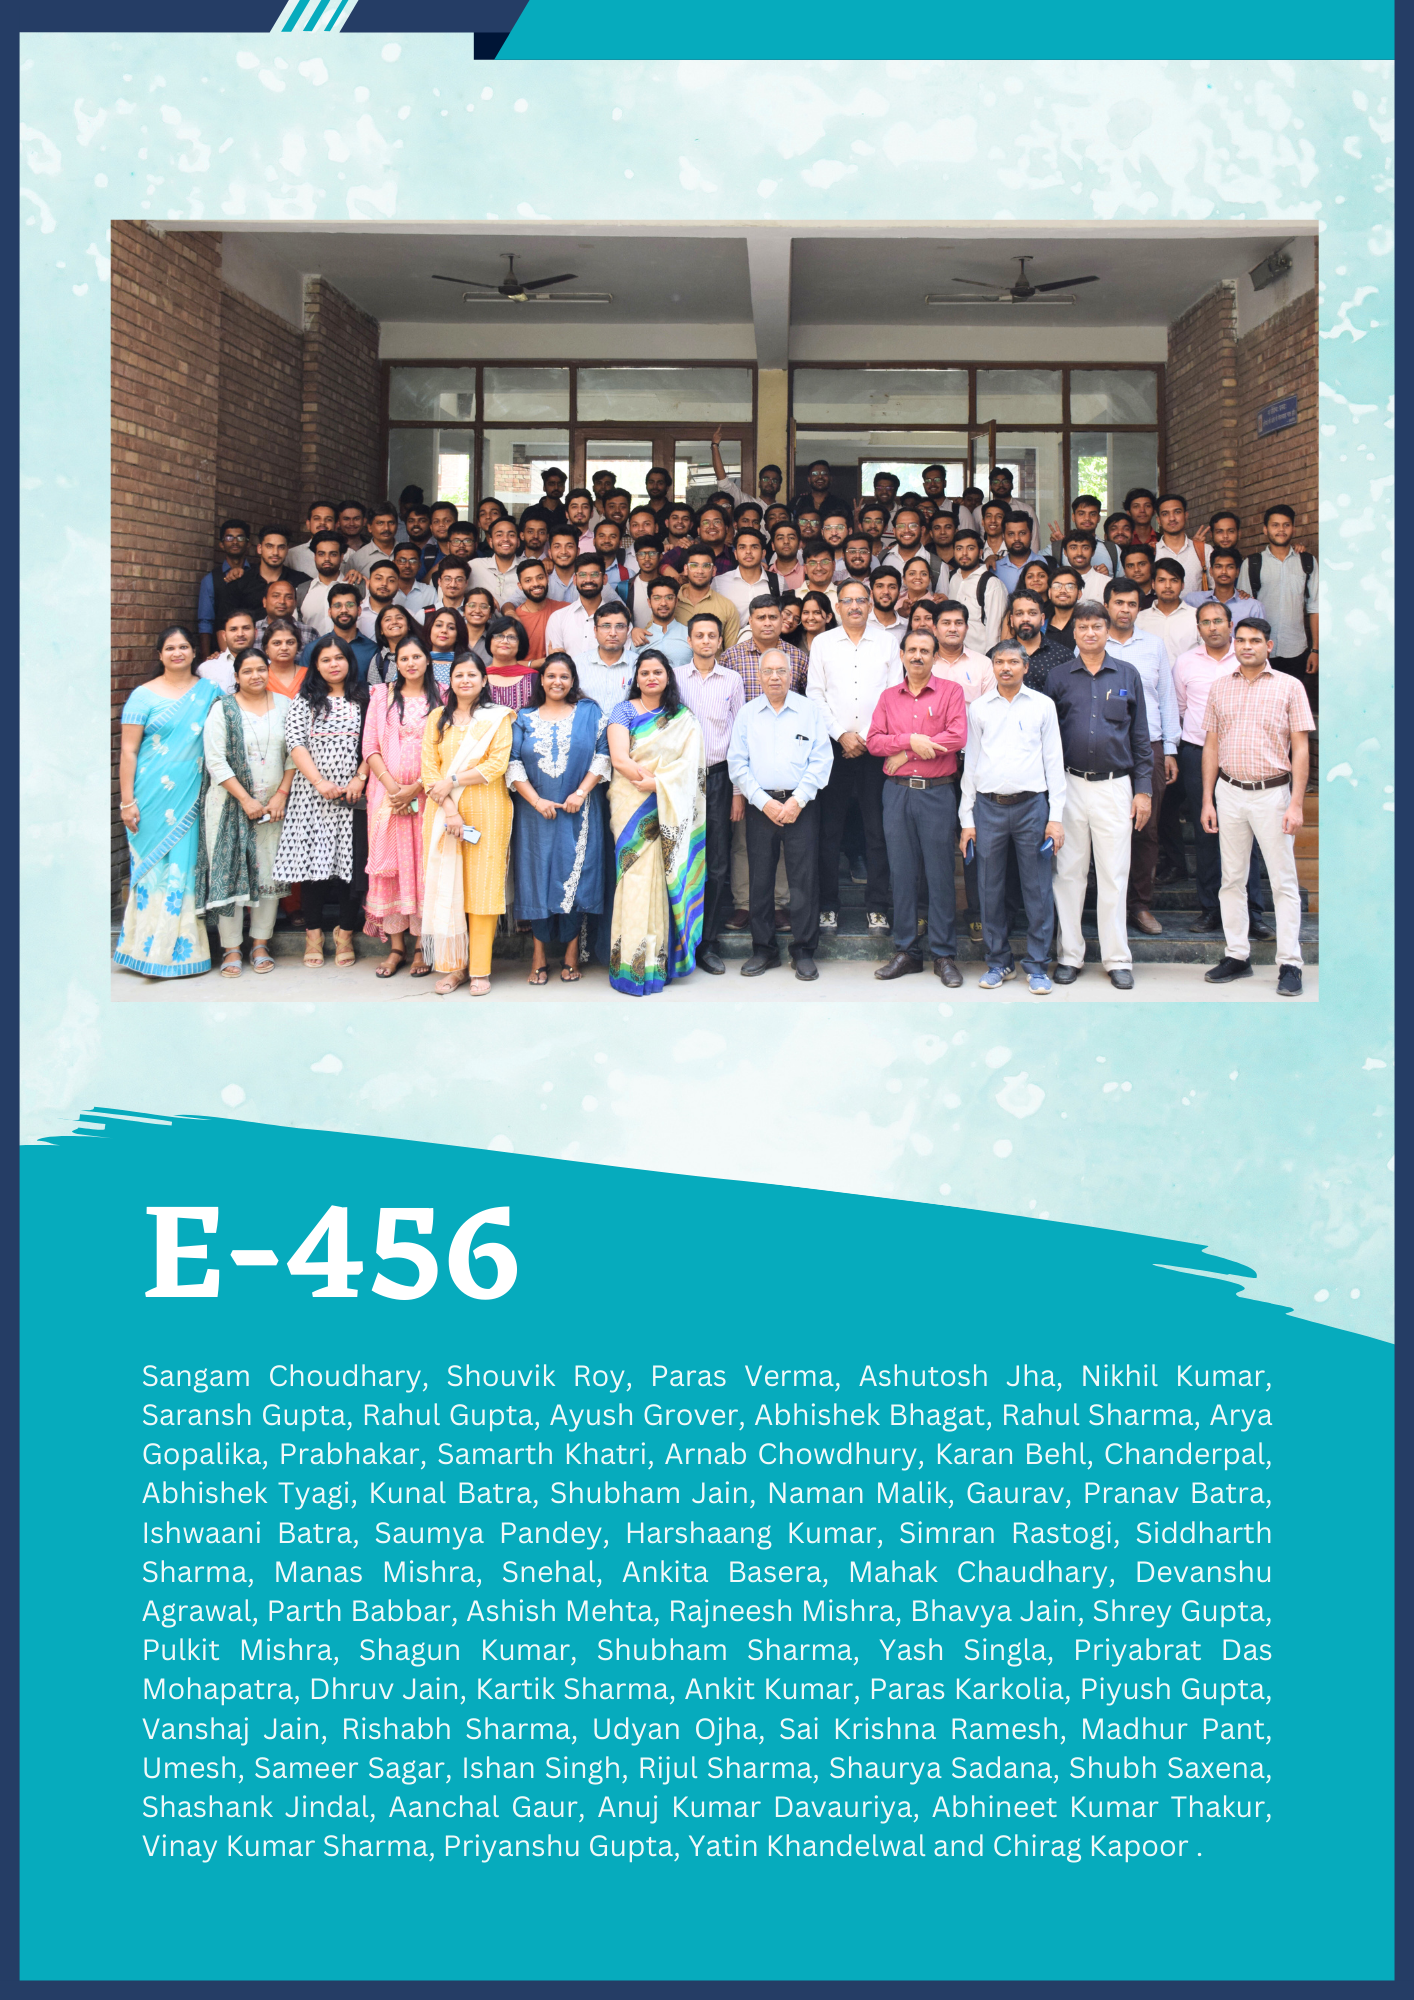 E-456
Sangam Choudhary, Shouvik Roy, Paras Verma, Ashutosh Jha, Nikhil Kumar,
Saransh Gupta, Rahul Gupta, Ayush Grover, Abhishek Bhagat, Rahul Sharma, Arya
Gopalika, Prabhakar, Samarth Khatri, Arnab Chowdhury, Karan Behl, Chanderpal,
Abhishek Tyagi, Kunal Batra, Shubham Jain, Naman Malik, Gaurav, Pranav Batra,
Ishwaani Batra, Saumya Pandey, Harshaang Kumar, Simran Rastogi, Siddharth
Sharma, Manas Mishra, Snehal, Ankita Basera, Mahak Chaudhary, Devanshu
Agrawal, Parth Babbar, Ashish Mehta, Rajneesh Mishra, Bhavya Jain, Shrey Gupta,
Pulkit Mishra, Shagun Kumar, Shubham Sharma, Yash Singla, Priyabrat Das
Mohapatra, Dhruv Jain, Kartik Sharma, Ankit Kumar, Paras Karkolia, Piyush Gupta,
Vanshaj Jain, Rishabh Sharma, Udyan Ojha, Sai Krishna Ramesh, Madhur Pant,
Umesh, Sameer Sagar, Ishan Singh, Rijul Sharma, Shaurya Sadana, Shubh Saxena,
Shashank Jindal, Aanchal Gaur, Anuj Kumar Davauriya, Abhineet Kumar Thakur,
Vinay Kumar Sharma, Priyanshu Gupta, Yatin Khandelwal and Chirag Kapoor .